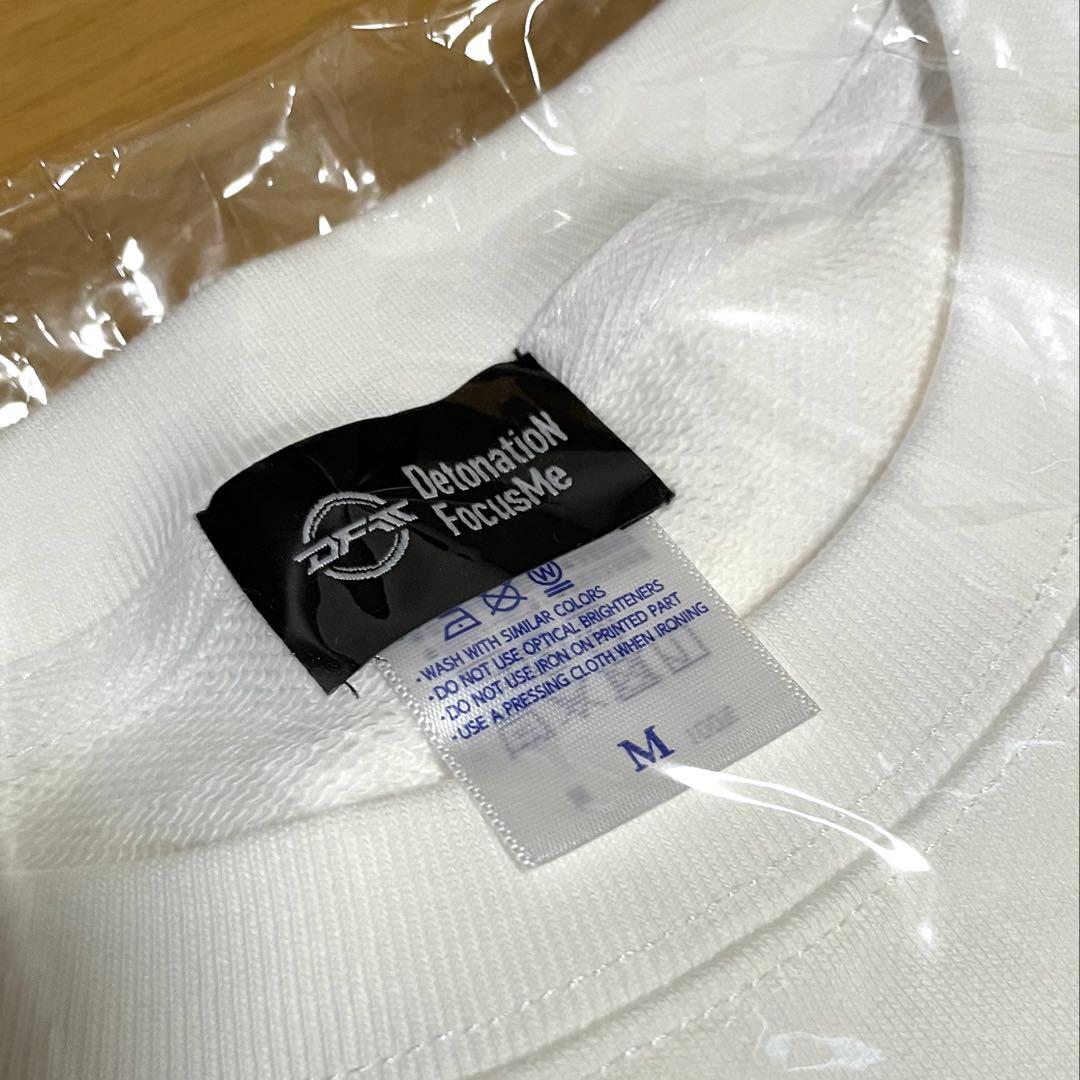 DFM
DetonatioN
FocusMe
W
・WASH WITH SIMILAR COLORS
・DO NOT USE OPTICAL BRIGHTENERS
・DO NOT USE IRON ON PRINTED PART
・USE A PRESSING CLOTH WHEN IRONING
M